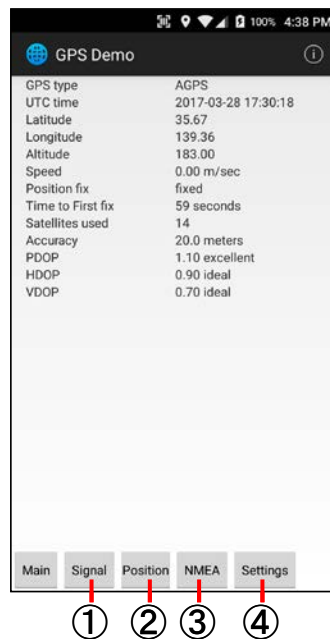 100% 4:38 PM
GPS Demo
GPS type AGPS
UTC time 2017-03-28 17:30:18
Latitude 35.67
Longitude 139.36
Altitude 183.00
Speed 0.00 m/sec
Position fix fixed
Time to First fix 59 seconds
Satellites used 14
Accuracy 20.0 meters
PDOP 1.10 excellent
HDOP 0.90 ideal
VDOP 0.70 ideal
Main Signal Position NMEA Settings
① ② ③ ④